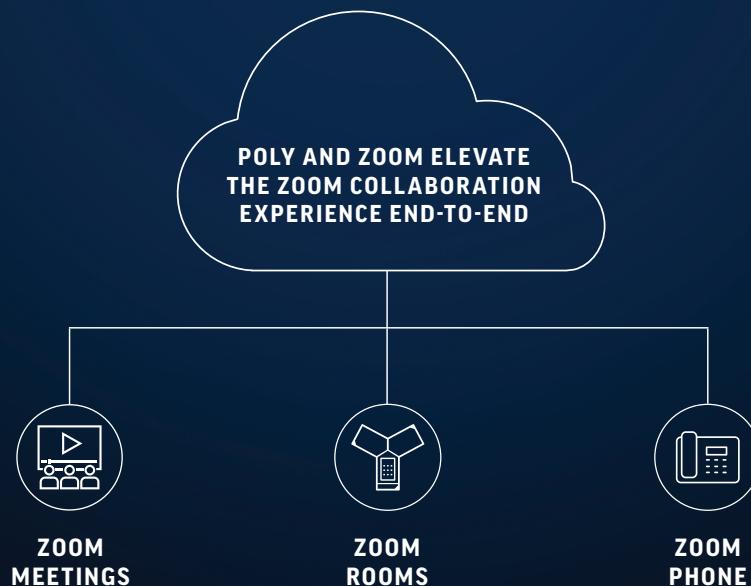 POLY AND ZOOM ELEVATE
THE ZOOM COLLABORATION
EXPERIENCE END-TO-END
ZOOM
MEETINGS
ZOOM
ROOMS
ZOOM
PHONE